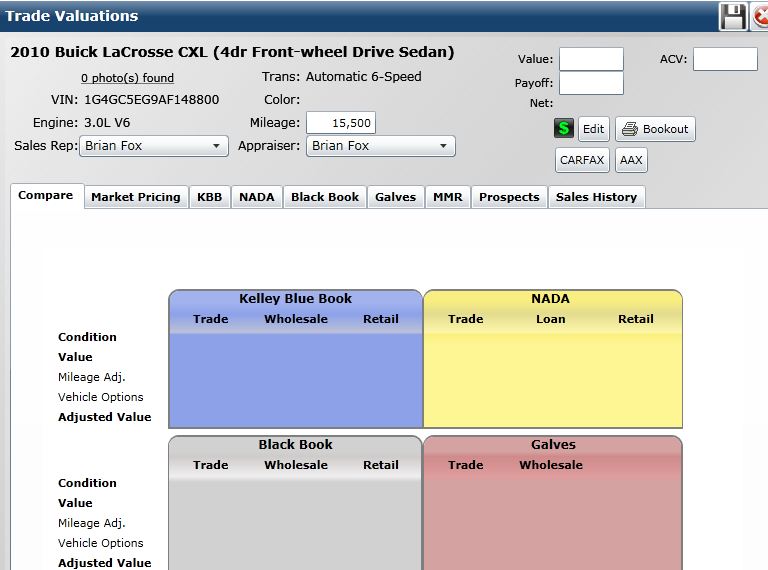 Trade Valuations
2010 Buick LaCrosse CXL (4dr Front-wheel Drive Sedan)
0 photo(s) found
Trans: Automatic 6-Speed
Value:
ACV:
VIN: 1G4GC5EG9AF148800
Color:
Payoff:
Net:
Engine: 3.0L V6
Mileage: 15,500
$ Edit Bookout
Sales Rep: Brian Fox
Appraiser: Brian Fox
CARFAX AAX
Compare Market Pricing KBB NADA Black Book Galves MMR Prospects Sales History
Kelley Blue Book
Trade Wholesale Retail
NADA
Trade Loan Retail
Condition
Value
Mileage Adj.
Vehicle Options
Adjusted Value
Black Book
Trade Wholesale Retail
Galves
Trade Wholesale
Condition
Value
Mileage Adj.
Vehicle Options
Adjusted Value